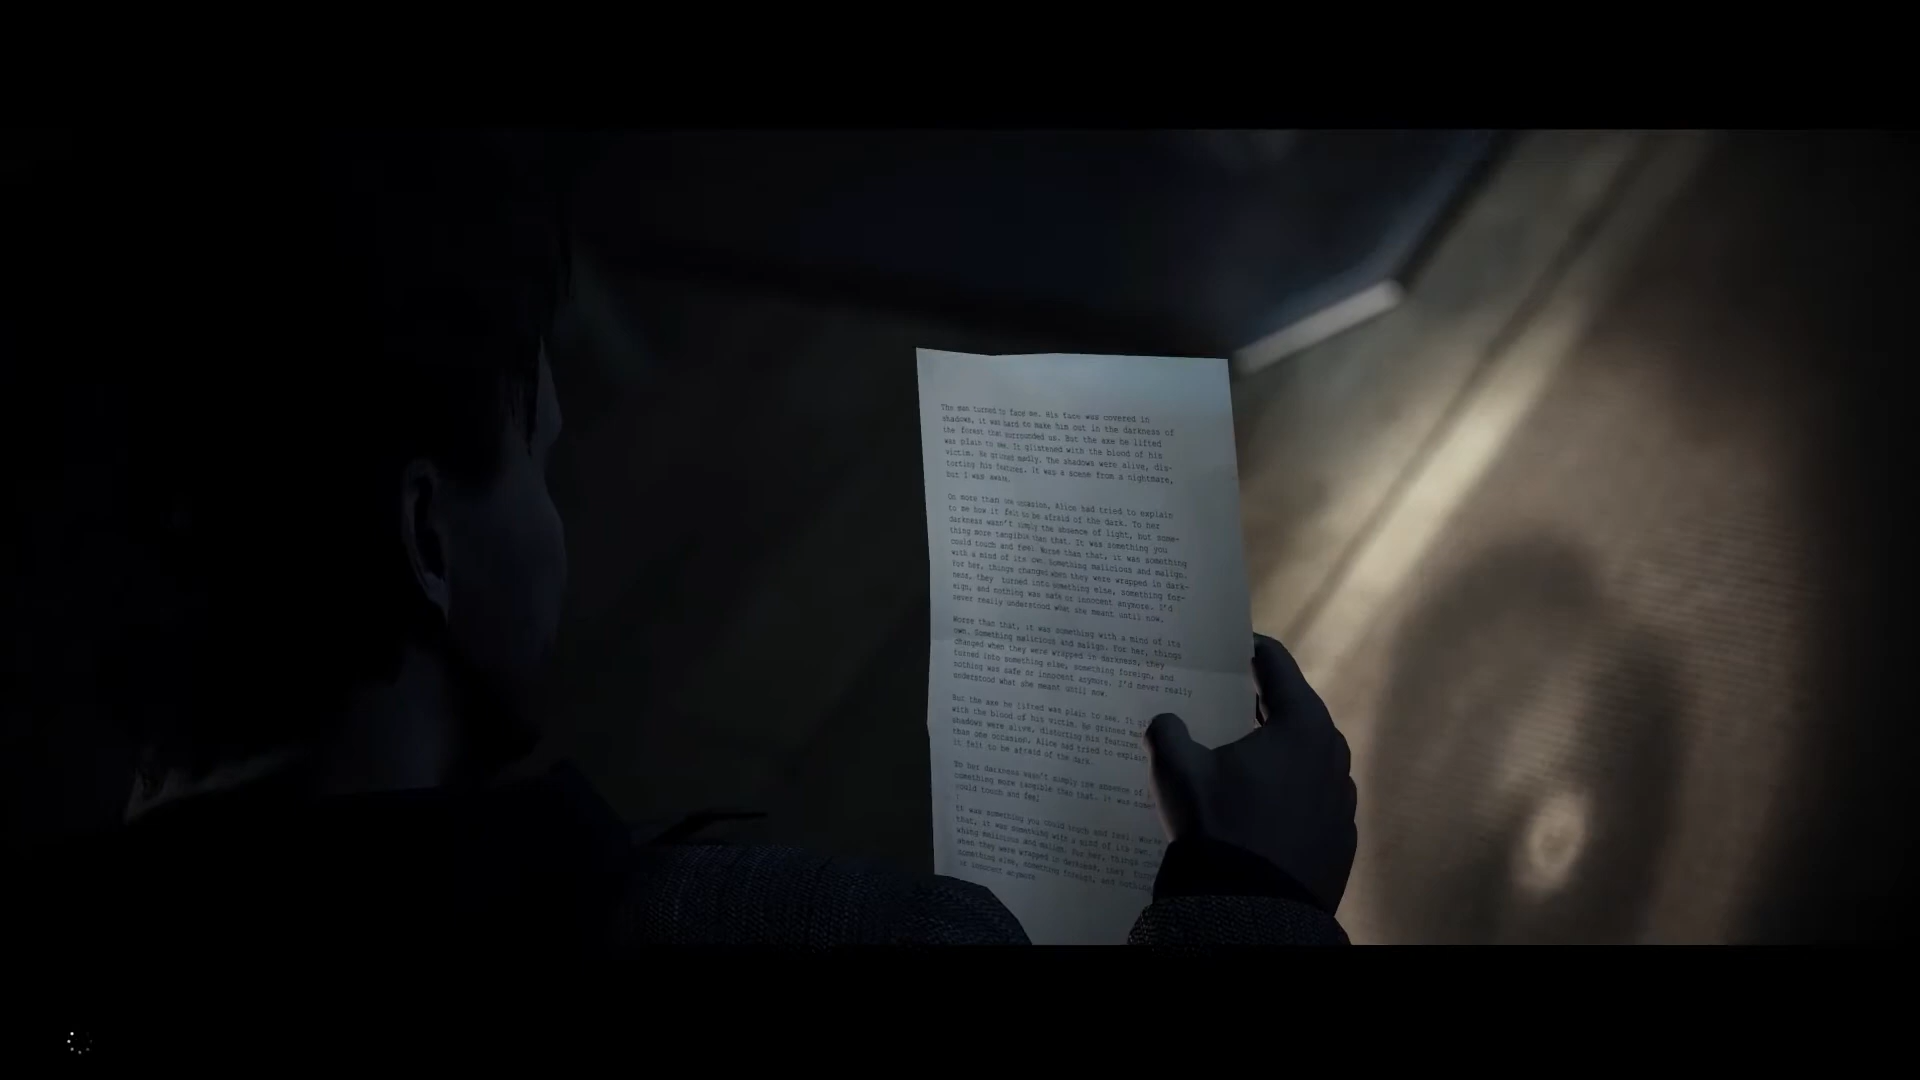 The man turned to face me. His face was covered in
shadows, it was hard to make him out in the darkness of
the forest that surrounded us. But the axe he lifted
was plain to see. It glistened with the blood of his
victim. He grined madly. The shadows were alive, dis-
torting his features. It was a scene from a nightmare,
but I was awake.
On more than one occasion, Alice had tried to explain
to me how it felt to be afraid of the dark. To her
darkness wasn't simply the absence of light, but some-
thing more tangible than that. It was something you
could touch and feel. Worse than that, it was something
with a mind of its own. Something malicious and malign.
For her, things changed when they were wrapped in dark-
ness, they turned into something else, something for-
eign, and nothing was safe or innocent anymore. I'd
never really understood what she meant until now.
Worse than that, it was something with a mind of its
own. Something malicious and malign. For her, things
changed when they were wrapped in darkness, they
turned into something else, something foreign, and
nothing was safe or innocent anymore. I'd never really
understood what she meant until now.
But the axe he lifted was plain to see. It
with the blood of his victim. He grined
shadows were alive, distorting his features.
than one occasion, Alice had tried to explain
it felt to be afraid of the dark.
To her darkness wasn't simply the absence of
something more tangible then that. It was
could touch and feel
It was something you could touch and feel.
that, it was something with a mind of its own.
thing malicious and malign. For her, things
when they were wrapped in darkness, they
something else, something foreign, and nothing
or innocent anymore